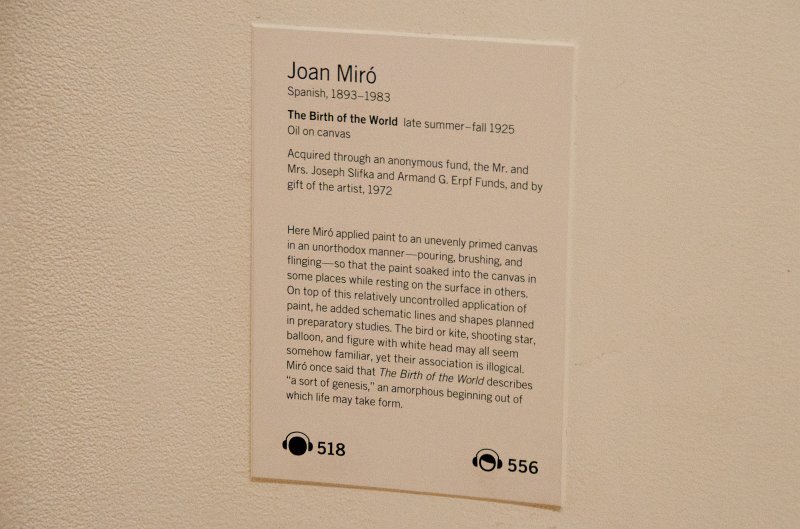 Joan Miró
Spanish, 1893–1983
The Birth of the World late summer–fall 1925
Oil on canvas
Acquired through an anonymous fund, the Mr. and
Mrs. Joseph Slifka and Armand G. Erpf Funds, and by
gift of the artist, 1972
Here Miró applied paint to an unevenly primed canvas
in an unorthodox manner—pouring, brushing, and
flinging—so that the paint soaked into the canvas in
some places while resting on the surface in others.
On top of this relatively uncontrolled application of
paint, he added schematic lines and shapes planned
in preparatory studies. The bird or kite, shooting star,
balloon, and figure with white head may all seem
somehow familiar, yet their association is illogical.
Miró once said that The Birth of the World describes
“a sort of genesis,” an amorphous beginning out of
which life may take form.
518
556